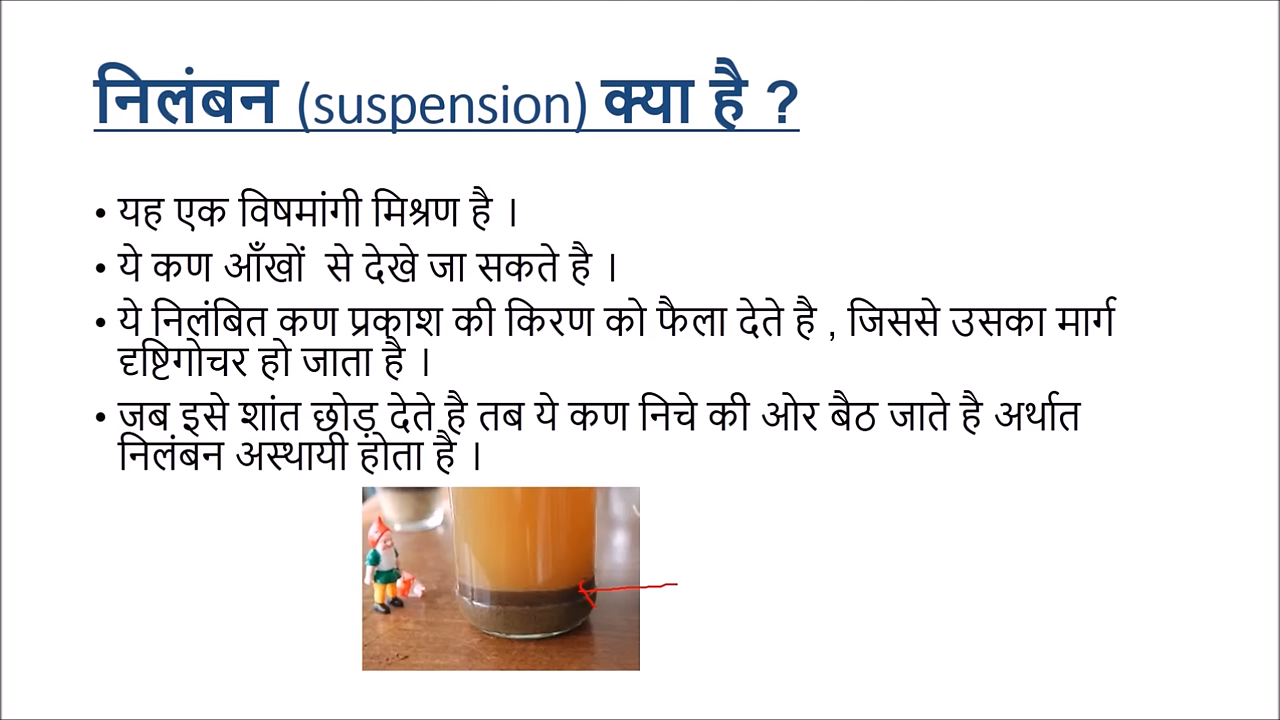 निलंबन (suspension) क्या है ?
• यह एक विषमांगी मिश्रण है ।
• ये कण आँखों से देखे जा सकते है ।
• ये निलंबित कण प्रकाश की किरण को फैला देते है , जिससे उसका मार्ग
दृष्टिगोचर हो जाता है ।
• जब इसे शांत छोड़ देते है तब ये कण निचे की ओर बैठ जाते है अर्थात
निलंबन अस्थायी होता है ।